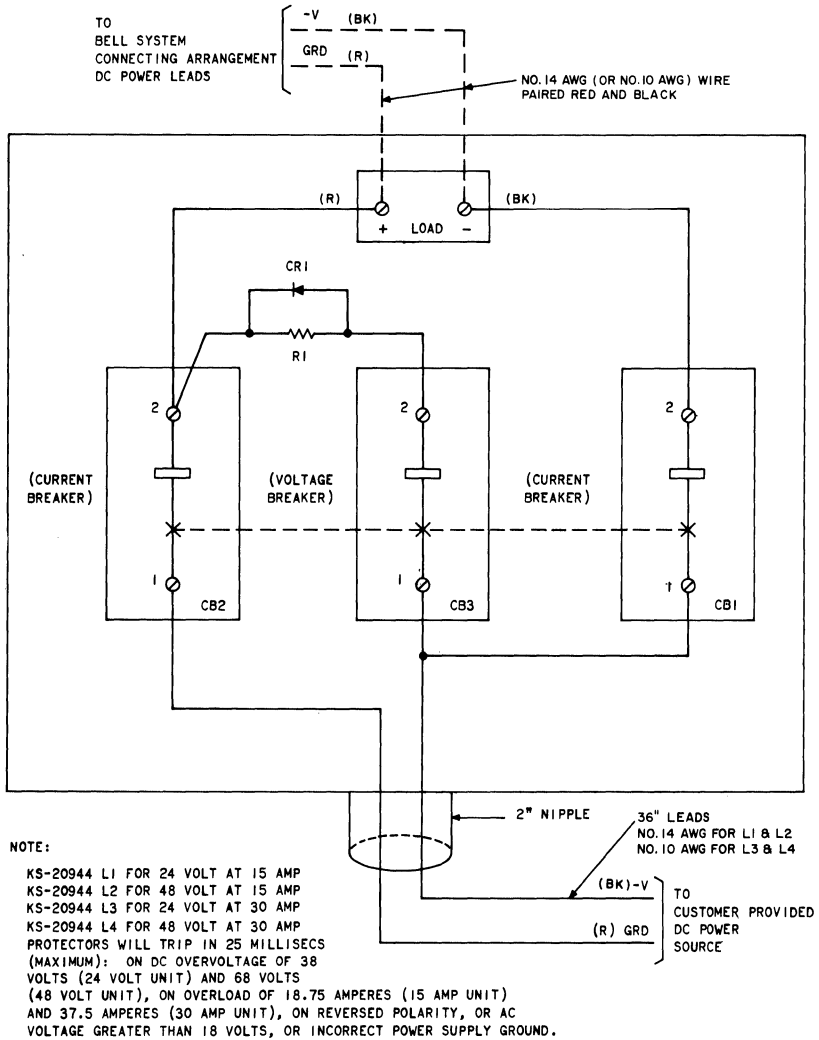 TO
BELL SYSTEM
CONNECTING ARRANGEMENT
DC POWER LEADS
-V (BK)
GRD (R)
NO. 14 AWG (OR NO. 10 AWG) WIRE
PAIRED RED AND BLACK
(R)
(BK)
+ LOAD -
CR1
R1
2
2
2
(CURRENT
BREAKER)
(VOLTAGE
BREAKER)
(CURRENT
BREAKER)
1
1
1
CB2
CB3
CB1
2" NIPPLE
36" LEADS
NO. 14 AWG FOR L1 & L2
NO. 10 AWG FOR L3 & L4
(BK)-V
(R) GRD
TO
CUSTOMER PROVIDED
DC POWER
SOURCE
NOTE:
KS-20944 L1 FOR 24 VOLT AT 15 AMP
KS-20944 L2 FOR 48 VOLT AT 15 AMP
KS-20944 L3 FOR 24 VOLT AT 30 AMP
KS-20944 L4 FOR 48 VOLT AT 30 AMP
PROTECTORS WILL TRIP IN 25 MILLISECS
(MAXIMUM): ON DC OVERVOLTAGE OF 38
VOLTS (24 VOLT UNIT) AND 68 VOLTS
(48 VOLT UNIT), ON OVERLOAD OF 18.75 AMPERES (15 AMP UNIT)
AND 37.5 AMPERES (30 AMP UNIT), ON REVERSED POLARITY, OR AC
VOLTAGE GREATER THAN 18 VOLTS, OR INCORRECT POWER SUPPLY GROUND.